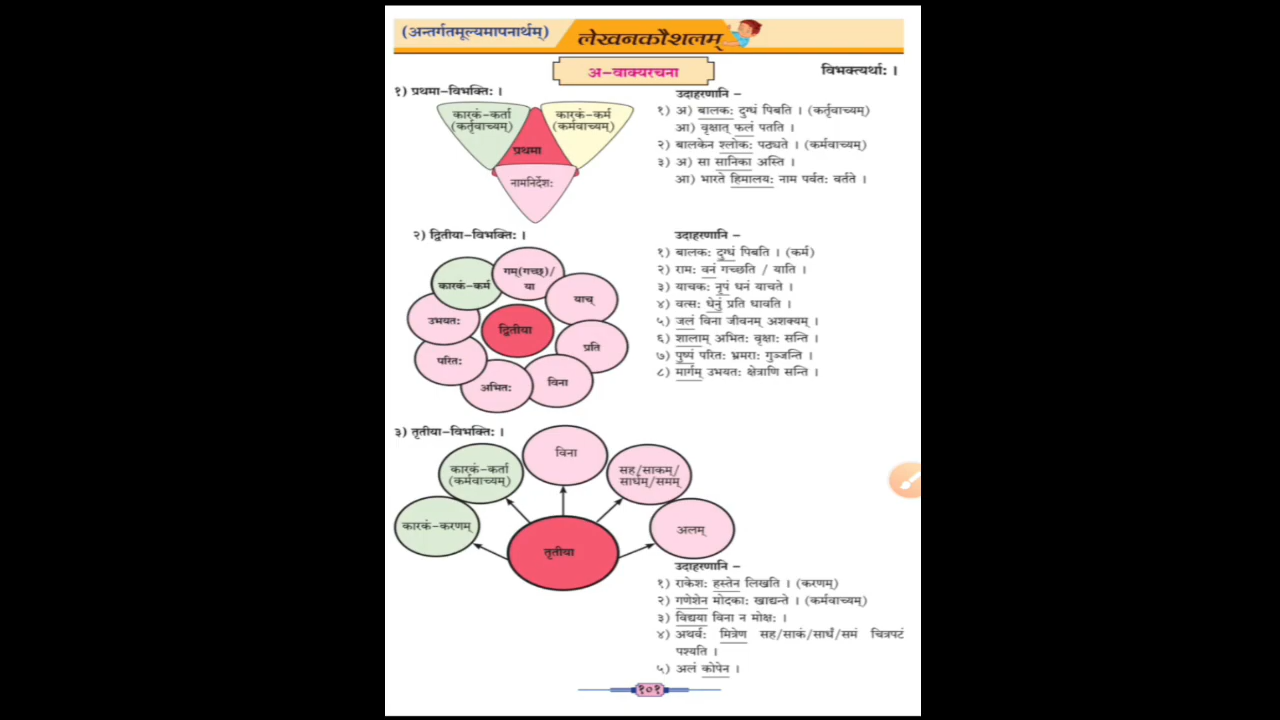 (अन्तर्गतमूल्यमापनार्थम्)
लेखनकौशलम्
अ-वाक्यरचना
विभक्त्यर्थाः ।
१) प्रथमा-विभक्तिः ।
कारकं-कर्ता
(कर्तृवाच्यम्)
कारकं-कर्म
(कर्मवाच्यम्)
प्रथमा
नामनिर्देशः
उदाहरणानि –
१) अ) बालकः दुग्धं पिबति । (कर्तृवाच्यम्)
आ) वृक्षात् फलं पतति ।
२) बालकेन श्लोकः पठ्यते । (कर्मवाच्यम्)
३) अ) सा सानिका अस्ति ।
आ) भारते हिमालयः नाम पर्वतः वर्तते ।
२) द्वितीया-विभक्तिः ।
कारकं-कर्म
गम्(गच्छ्)/
या
याच्
प्रति
विना
अभितः
परितः
उभयतः
द्वितीया
उदाहरणानि –
१) बालकः दुग्धं पिबति । (कर्म)
२) रामः वनं गच्छति / याति ।
३) याचकः नृपं धनं याचते ।
४) वत्सः धेनुं प्रति धावति ।
५) जलं विना जीवनम् अशक्यम् ।
६) शालाम् अभितः वृक्षाः सन्ति ।
७) पुष्पं परितः भ्रमराः गुञ्जन्ति ।
८) मार्गम् उभयतः क्षेत्राणि सन्ति ।
३) तृतीया-विभक्तिः ।
कारकं-करणम्
कारकं-कर्ता
(कर्मवाच्यम्)
विना
सह/साकम्/
सार्धम्/समम्
अलम्
तृतीया
उदाहरणानि –
१) राकेशः हस्तेन लिखति । (करणम्)
२) गणेशेन मोदकाः खाद्यन्ते । (कर्मवाच्यम्)
३) विद्यया विना न मोक्षः ।
४) अथर्वः मित्रेण सह/साकं/सार्धं/समं चित्रपटं
पश्यति ।
५) अलं कोपेन ।
१०१